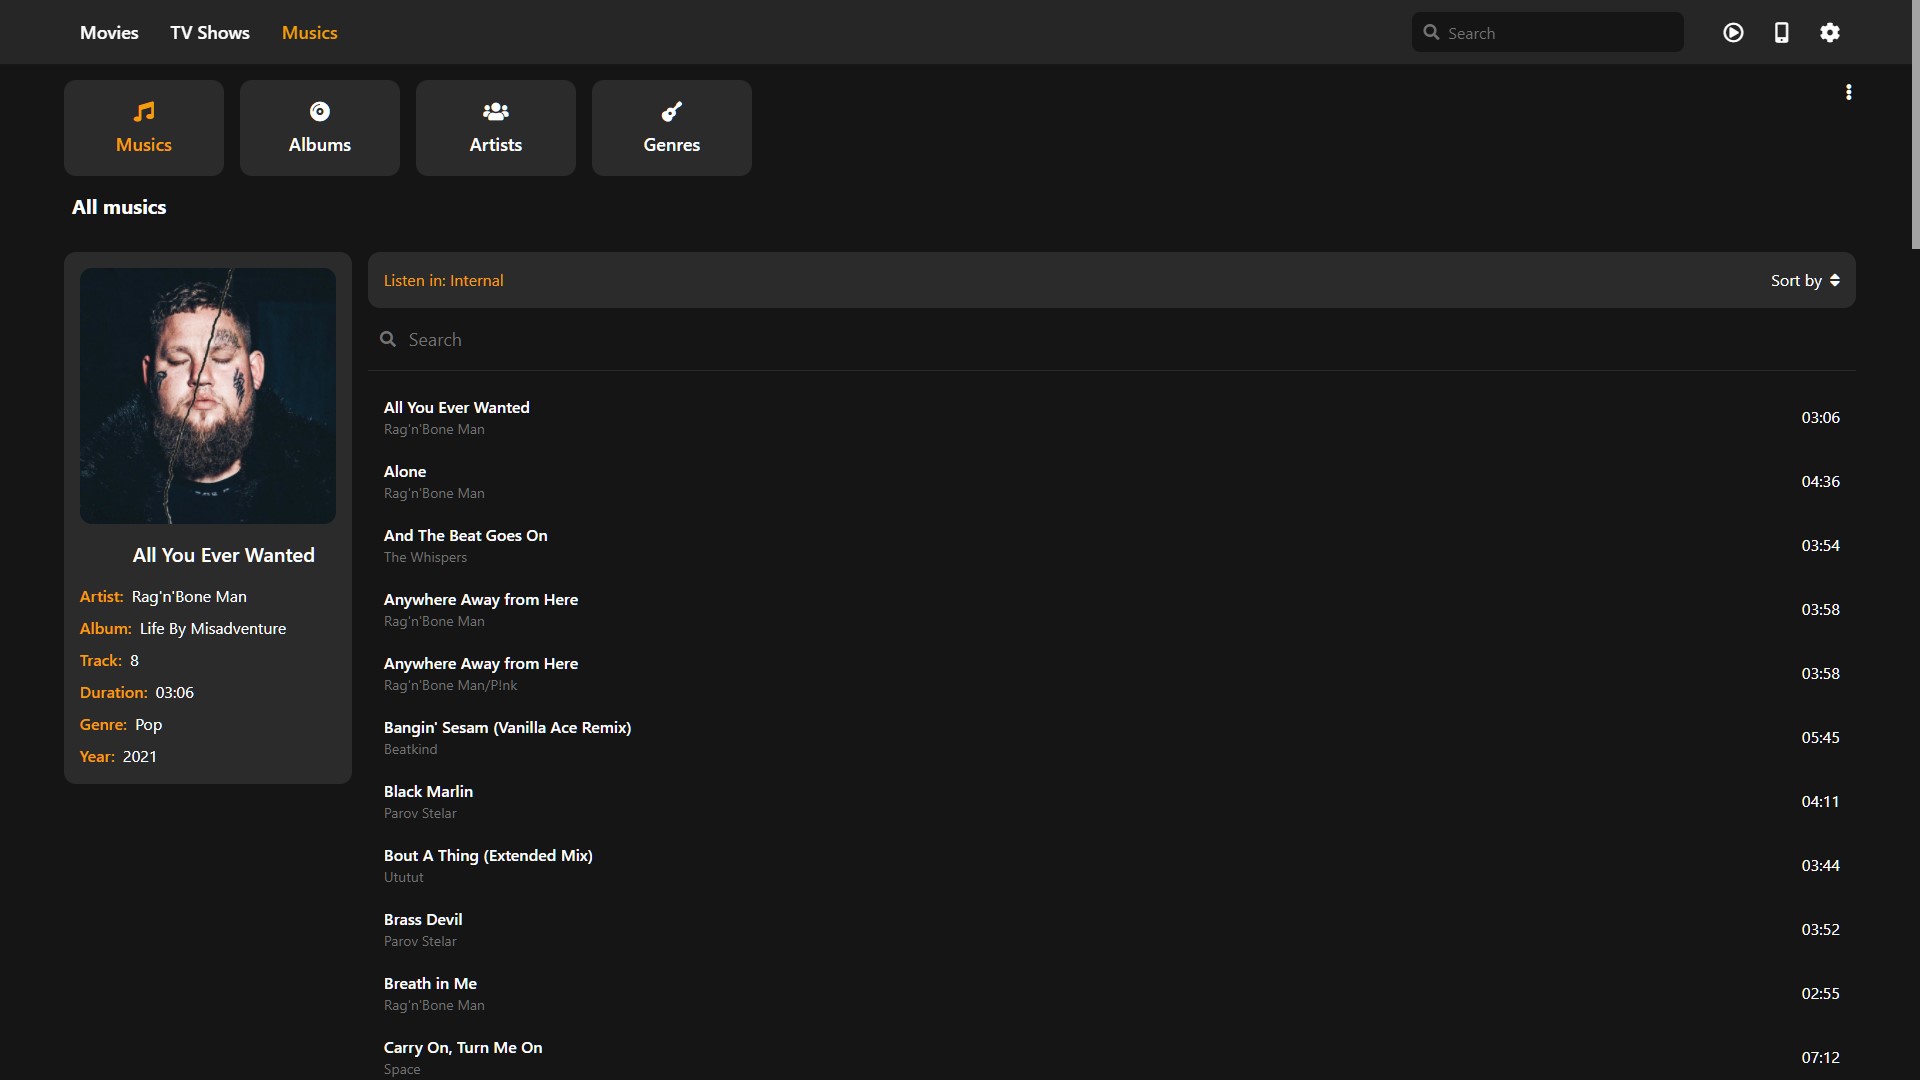 Movies
TV Shows
Musics
Search
Musics
Albums
Artists
Genres
All musics
All You Ever Wanted
Artist: Rag'n'Bone Man
Album: Life By Misadventure
Track: 8
Duration: 03:06
Genre: Pop
Year: 2021
Listen in: Internal
Sort by
Search
All You Ever Wanted
Rag'n'Bone Man
03:06
Alone
Rag'n'Bone Man
04:36
And The Beat Goes On
The Whispers
03:54
Anywhere Away from Here
Rag'n'Bone Man
03:58
Anywhere Away from Here
Rag'n'Bone Man/P!nk
03:58
Bangin' Sesam (Vanilla Ace Remix)
Beatkind
05:45
Black Marlin
Parov Stelar
04:11
Bout A Thing (Extended Mix)
Ututut
03:44
Brass Devil
Parov Stelar
03:52
Breath in Me
Rag'n'Bone Man
02:55
Carry On, Turn Me On
Space
07:12